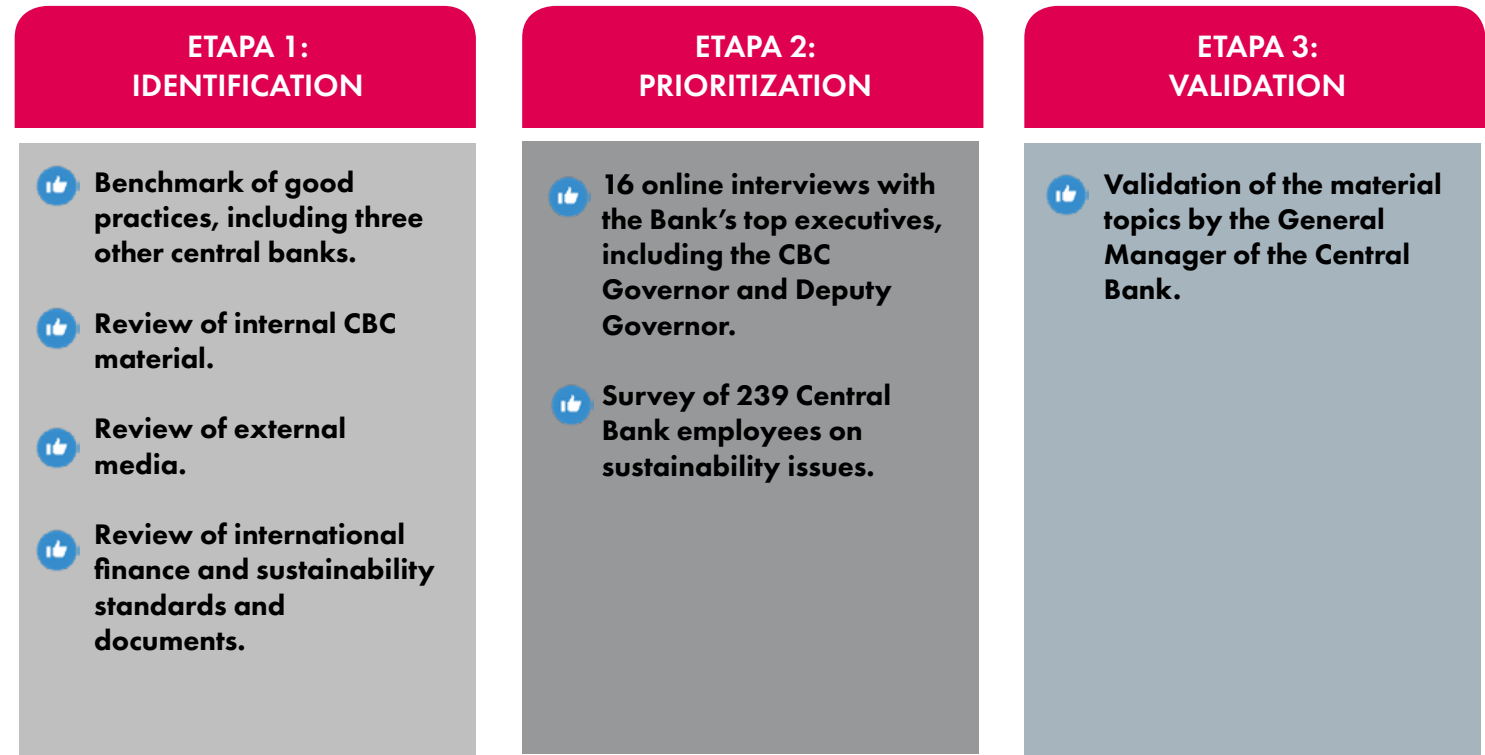 ETAPA 1:
IDENTIFICATION
Benchmark of good
practices, including three
other central banks.
Review of internal CBC
material.
Review of external
media.
Review of international
finance and sustainability
standards and
documents.
ETAPA 2:
PRIORITIZATION
16 online interviews with
the Bank’s top executives,
including the CBC
Governor and Deputy
Governor.
Survey of 239 Central
Bank employees on
sustainability issues.
ETAPA 3:
VALIDATION
Validation of the material
topics by the General
Manager of the Central
Bank.